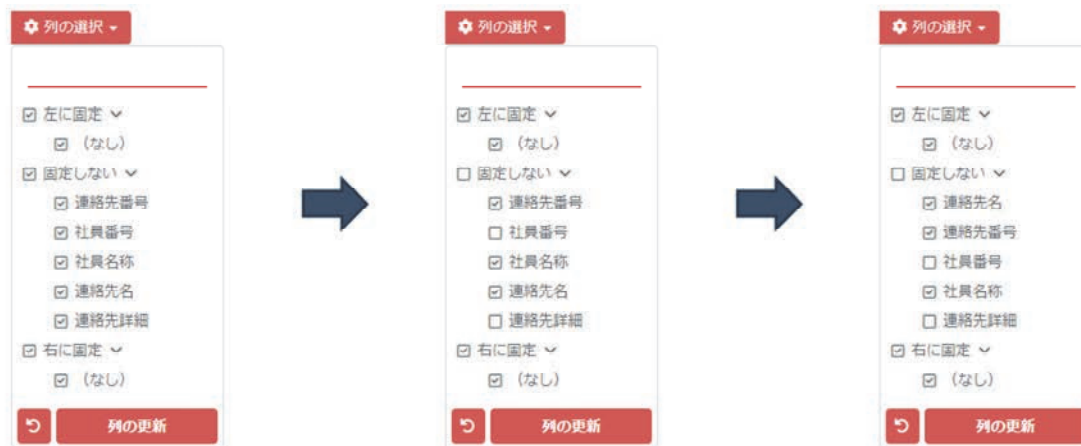 列の選択
左に固定
（なし）
固定しない
連絡先番号
社員番号
社員名称
連絡先名
連絡先詳細
右に固定
（なし）
列の更新
列の選択
左に固定
（なし）
固定しない
連絡先番号
社員番号
社員名称
連絡先名
連絡先詳細
右に固定
（なし）
列の更新
列の選択
左に固定
（なし）
固定しない
連絡先名
連絡先番号
社員番号
社員名称
連絡先詳細
右に固定
（なし）
列の更新